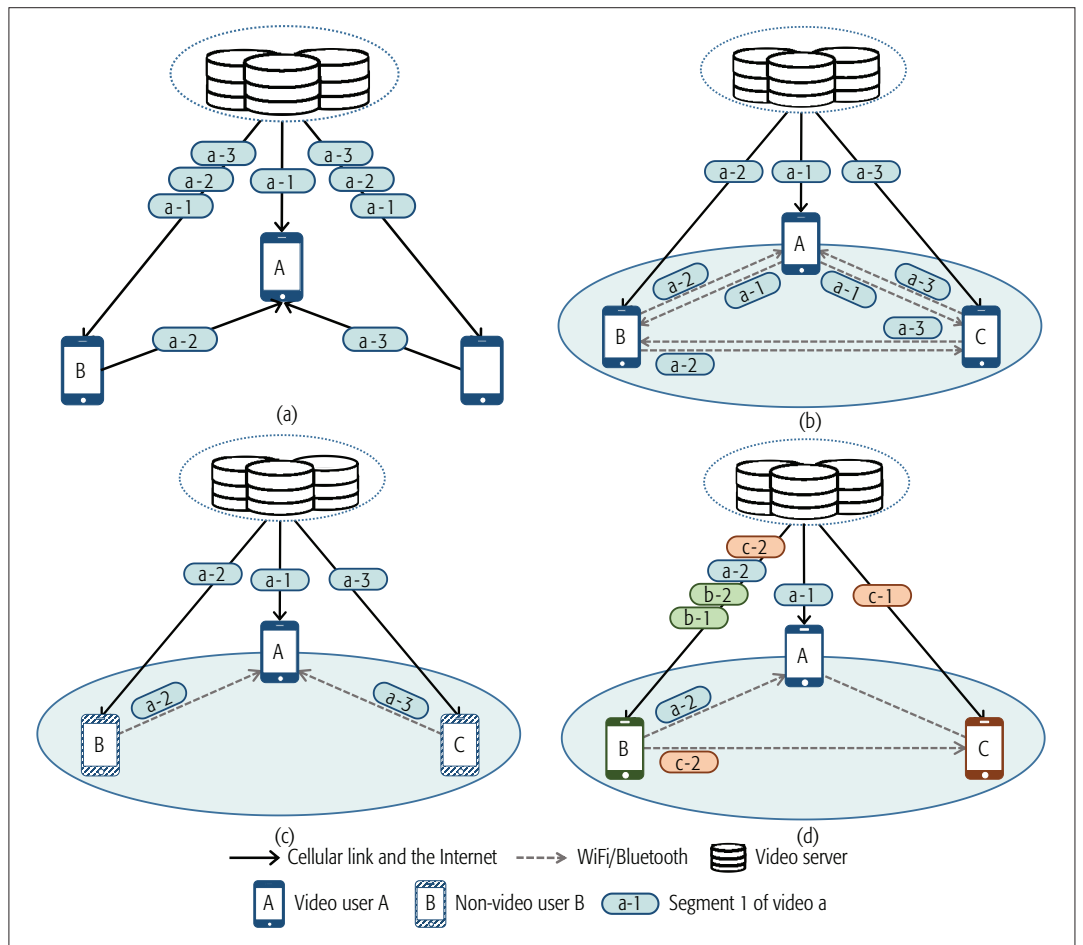 a-3
a-3
a-2
a-1
a-2
a-1
a-1
A
a-2
a-3
B
(a)
a-2
a-1
a-3
A
a-2
a-3
a-1
a-1
B
a-3
C
a-2
(b)
a-2
a-1
a-3
A
a-2
a-3
B
C
(c)
c-2
a-2
b-2
a-1
c-1
b-1
A
a-2
B
C
c-2
(d)
Cellular link and the Internet
WiFi/Bluetooth
Video server
A
Video user A
B
Non-video user B
a-1
Segment 1 of video a